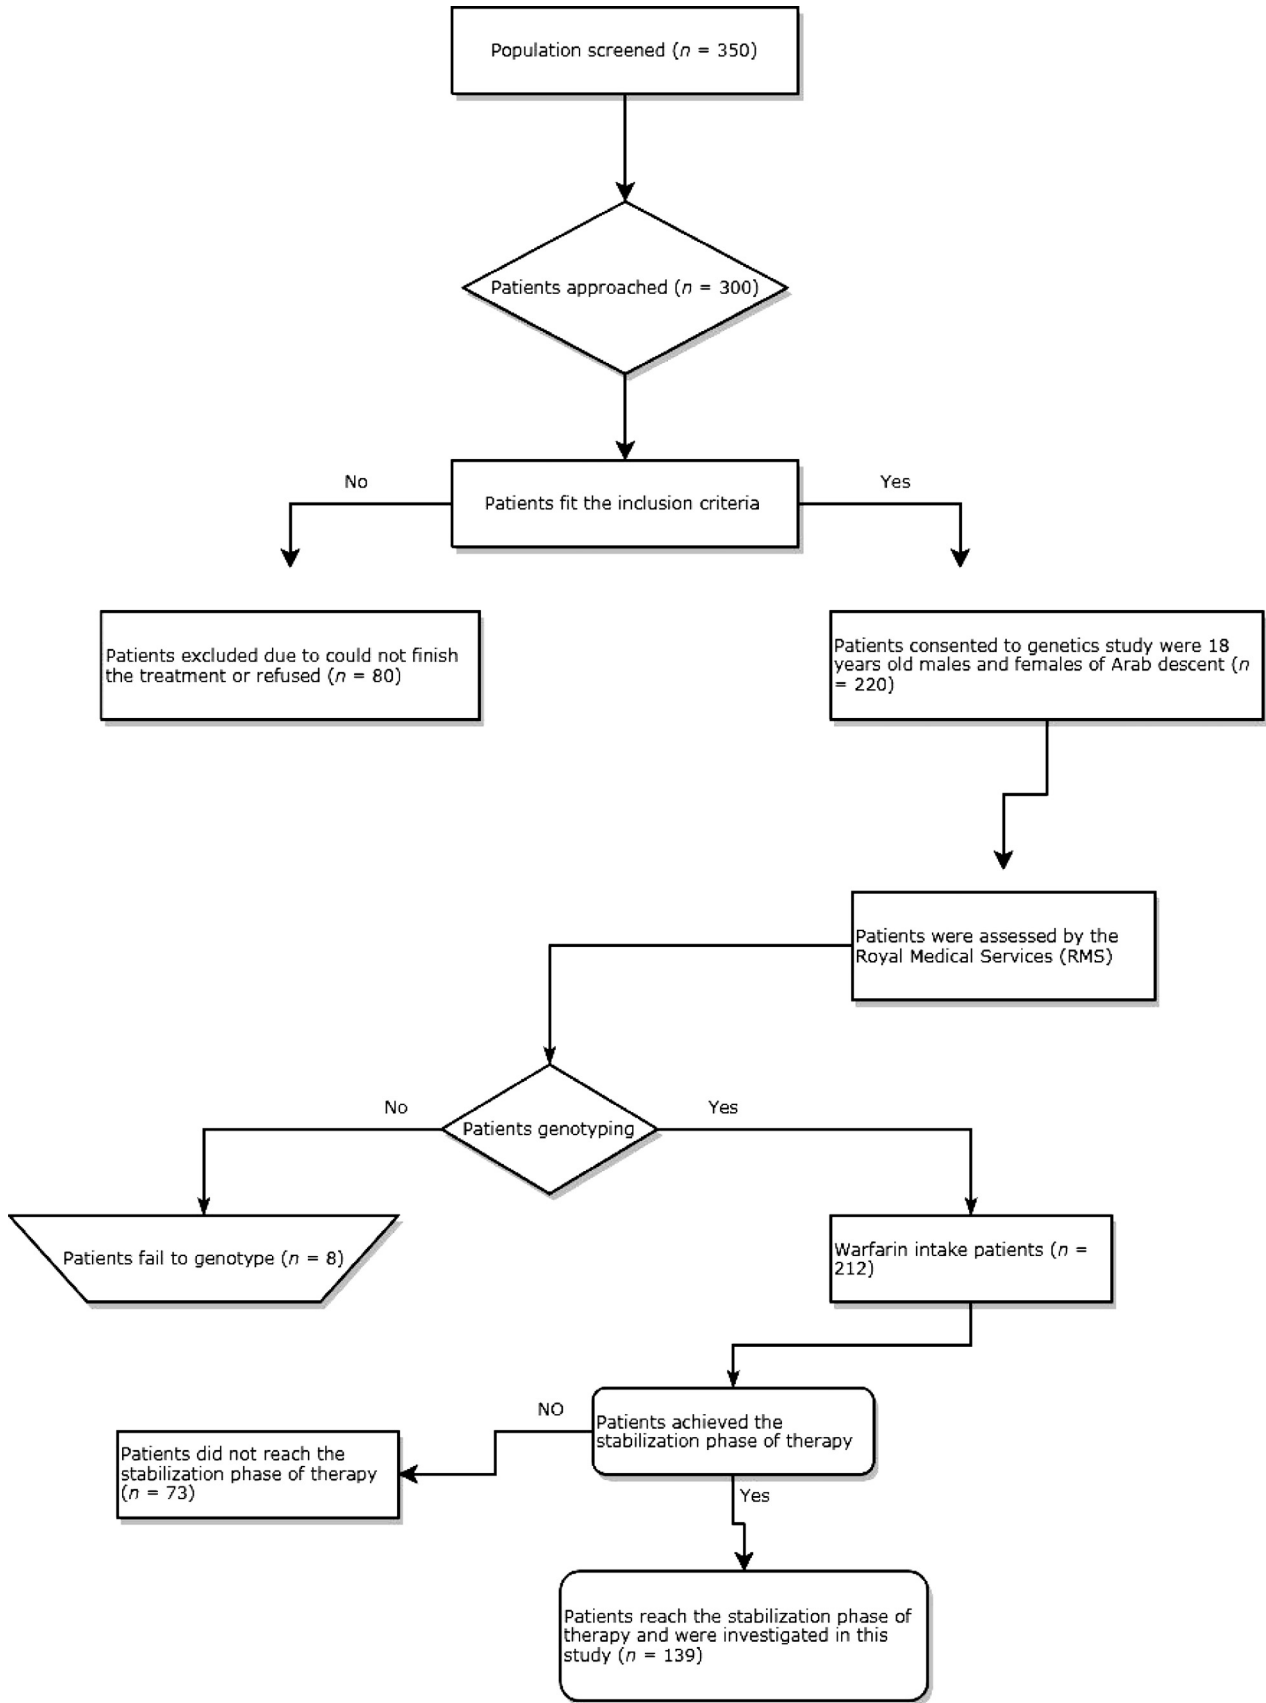 Population screened (n = 350)
Patients approached (n = 300)
No
Yes
Patients fit the inclusion criteria
Patients excluded due to could not finish
the treatment or refused (n = 80)
Patients consented to genetics study were 18
years old males and females of Arab descent (n
= 220)
Patients were assessed by the
Royal Medical Services (RMS)
No
Yes
Patients genotyping
Patients fail to genotype (n = 8)
Warfarin intake patients (n =
212)
NO
Patients achieved the
stabilization phase of therapy
Patients did not reach the
stabilization phase of therapy
(n = 73)
Yes
Patients reach the stabilization phase of
therapy and were investigated in this
study (n = 139)